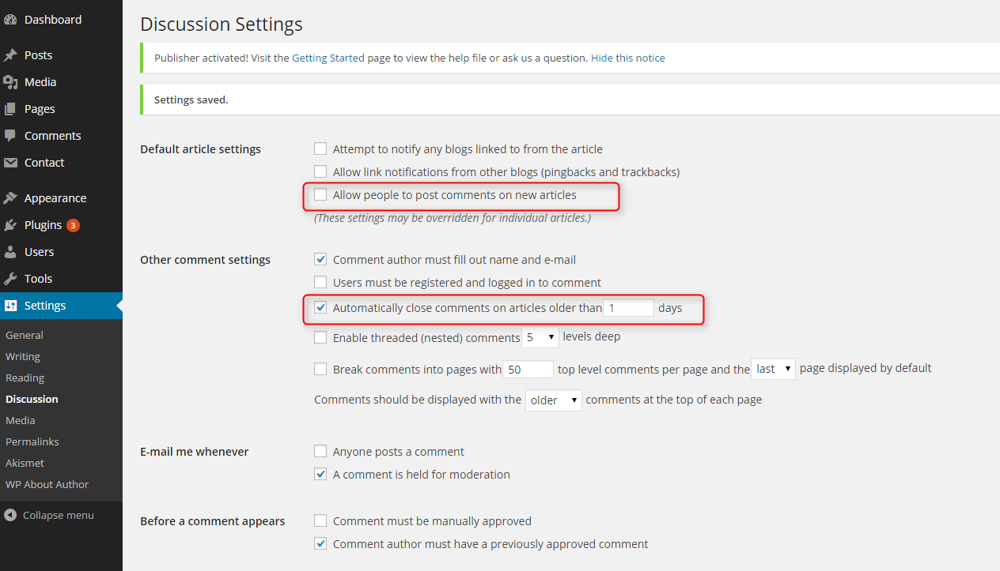 Dashboard
Posts
Media
Pages
Comments
Contact
Appearance
Plugins 3
Users
Tools
Settings
General
Writing
Reading
Discussion
Media
Permalinks
Akismet
WP About Author
Collapse menu
Discussion Settings
Publisher activated! Visit the Getting Started page to view the help file or ask us a question. Hide this notice
Settings saved.
Default article settings
Attempt to notify any blogs linked to from the article
Allow link notifications from other blogs (pingbacks and trackbacks)
Allow people to post comments on new articles
(These settings may be overridden for individual articles.)
Other comment settings
Comment author must fill out name and e-mail
Users must be registered and logged in to comment
Automatically close comments on articles older than 1 days
Enable threaded (nested) comments 5 levels deep
Break comments into pages with 50 top level comments per page and the last page displayed by default
Comments should be displayed with the older comments at the top of each page
E-mail me whenever
Anyone posts a comment
A comment is held for moderation
Before a comment appears
Comment must be manually approved
Comment author must have a previously approved comment